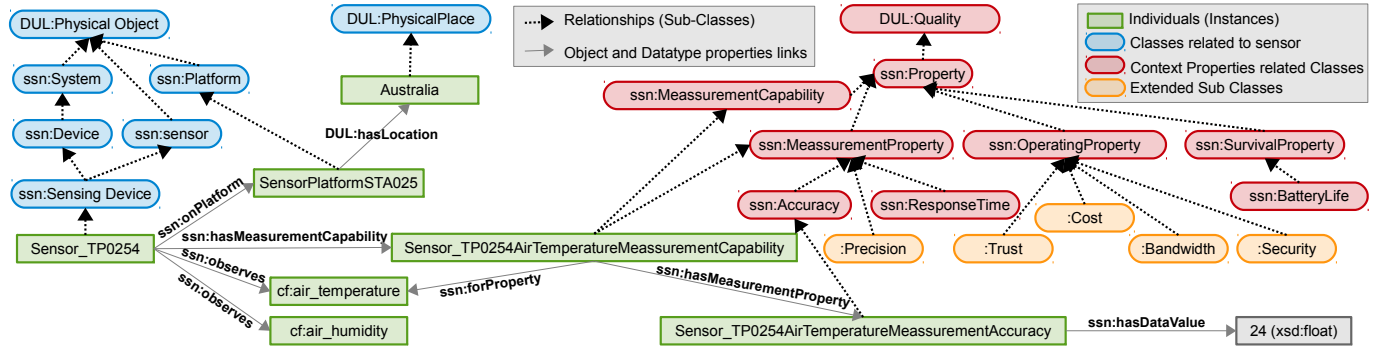 DUL:Physical Object
DUL:PhysicalPlace
Relationships (Sub-Classes)
Object and Datatype properties links
DUL:Quality
Individuals (Instances)
Classes related to sensor
Context Properties related Classes
Extended Sub Classes
ssn:System
ssn:Platform
Australia
ssn:MeassurementCapability
ssn:Property
ssn:Device
ssn:sensor
DUL:hasLocation
ssn:MeassurementProperty
ssn:OperatingProperty
ssn:SurvivalProperty
ssn:Sensing Device
ssn:onPlatform
SensorPlatformSTA025
ssn:Accuracy
ssn:ResponseTime
:Cost
ssn:BatteryLife
Sensor_TP0254
ssn:hasMeasurementCapability
Sensor_TP0254AirTemperatureMeassurementCapability
:Precision
:Trust
:Bandwidth
:Security
ssn:observes
cf:air_temperature
ssn:forProperty
ssn:hasMeasurementProperty
ssn:observes
cf:air_humidity
Sensor_TP0254AirTemperatureMeassurementAccuracy
ssn:hasDataValue
24 (xsd:float)